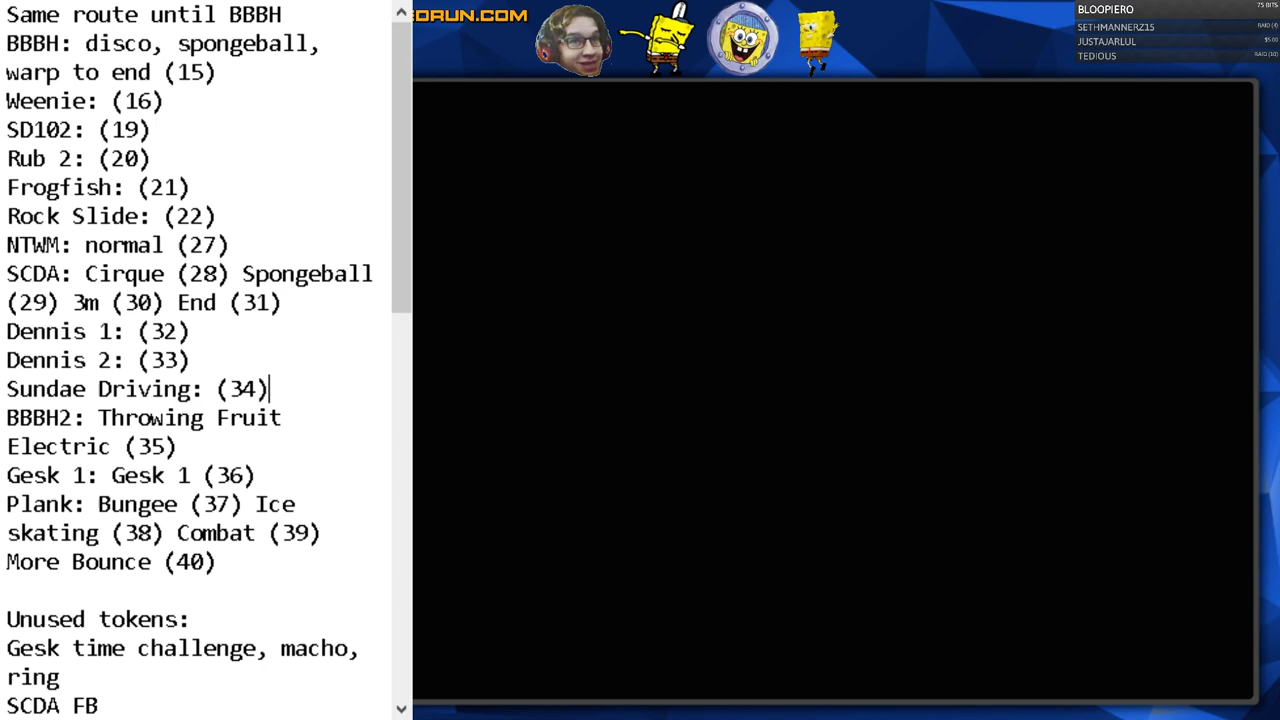 Same route until BBBH
BBBH: disco, spongeball,
warp to end (15)
Weenie: (16)
SD102: (19)
Rub 2: (20)
Frogfish: (21)
Rock Slide: (22)
NTWM: normal (27)
SCDA: Cirque (28) Spongeball
(29) 3m (30) End (31)
Dennis 1: (32)
Dennis 2: (33)
Sundae Driving: (34)
BBBH2: Throwing Fruit
Electric (35)
Gesk 1: Gesk 1 (36)
Plank: Bungee (37) Ice
skating (38) Combat (39)
More Bounce (40)
Unused tokens:
Gesk time challenge, macho,
ring
SCDA FB
DRUN.COM
BLOOPIERO 75 BITS
SETHMANNERZ15
JUSTAJARLUL $5.00
TEDIOUS